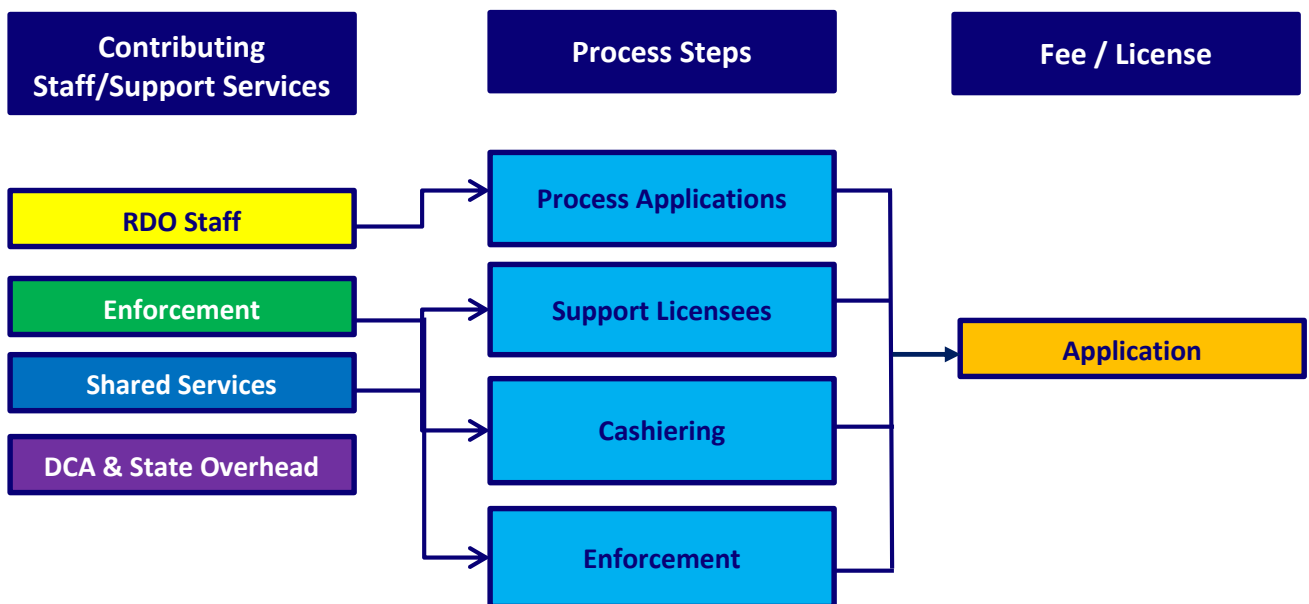 Contributing
Staff/Support Services
Process Steps
Fee / License
RDO Staff
Enforcement
Shared Services
DCA & State Overhead
Process Applications
Support Licensees
Cashiering
Enforcement
Application